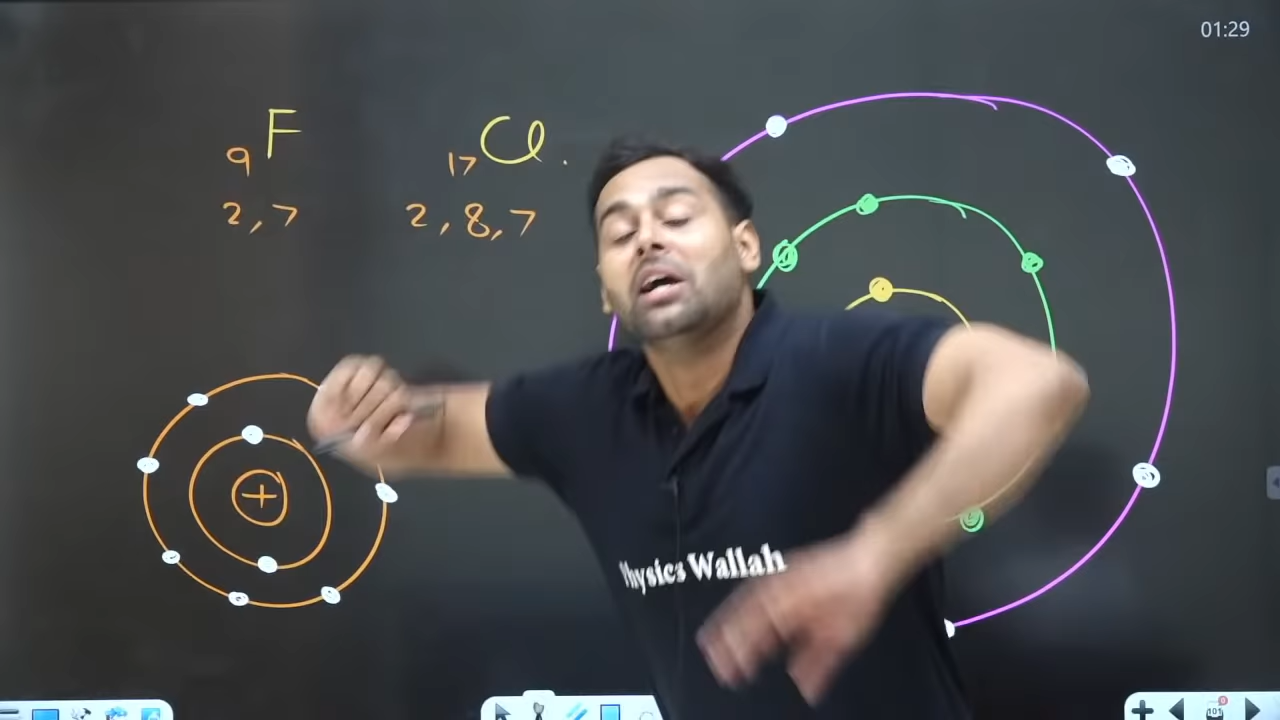 01:29
₉F
₁₇Cl.
2,7
2,8,7
+
Physics Wallah